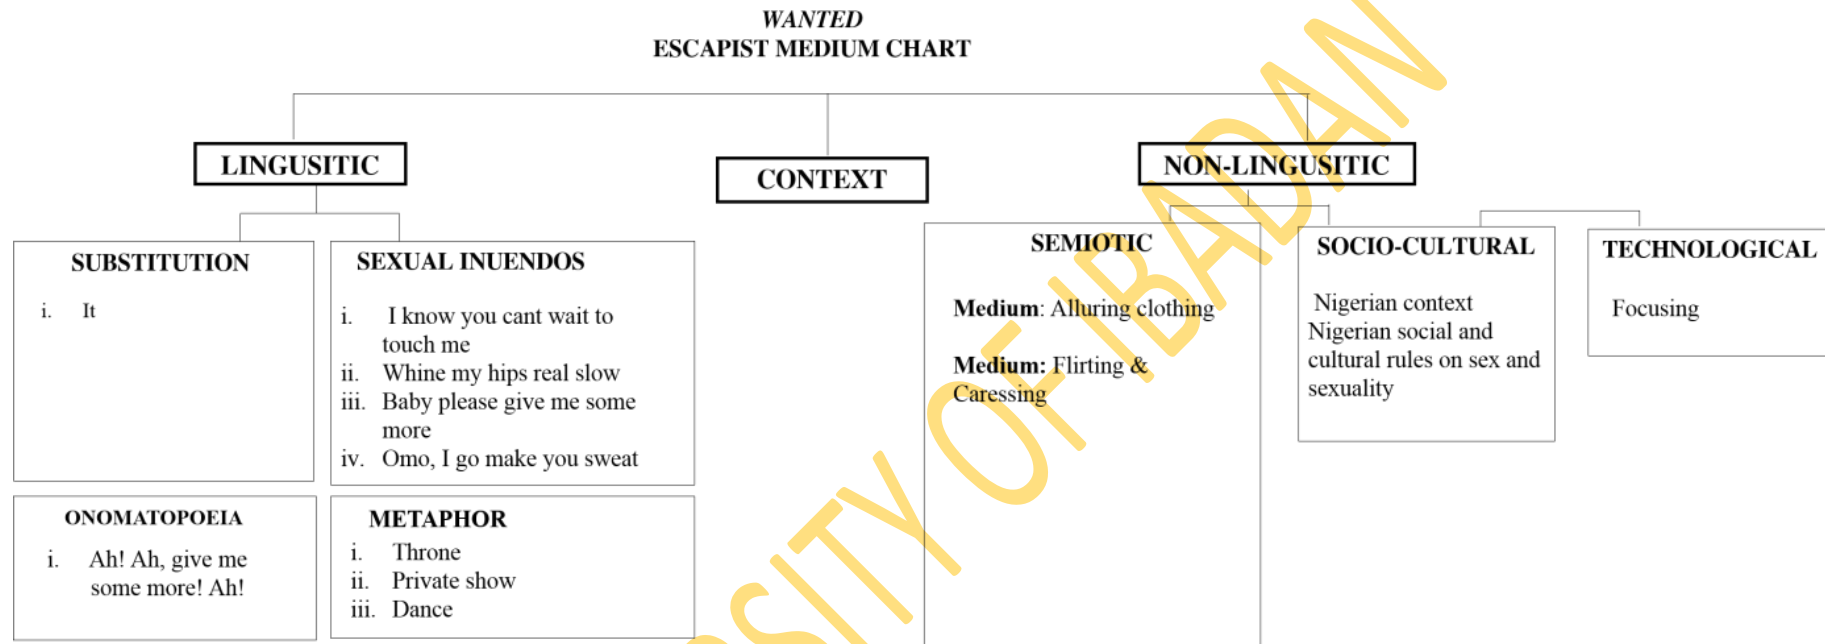 WANTED
ESCAPIST MEDIUM CHART
LINGUSITIC
CONTEXT
NON-LINGUSITIC
SUBSTITUTION
i. It
SEXUAL INUENDOS
i. I know you cant wait to
touch me
ii. Whine my hips real slow
iii. Baby please give me some
more
iv. Omo, I go make you sweat
ONOMATOPOEIA
i. Ah! Ah, give me
some more! Ah!
METAPHOR
i. Throne
ii. Private show
iii. Dance
SEMIOTIC
Medium: Alluring clothing
Medium: Flirting &
Caressing
SOCIO-CULTURAL
Nigerian context
Nigerian social and
cultural rules on sex and
sexuality
TECHNOLOGICAL
Focusing
SITY OF IBADAN